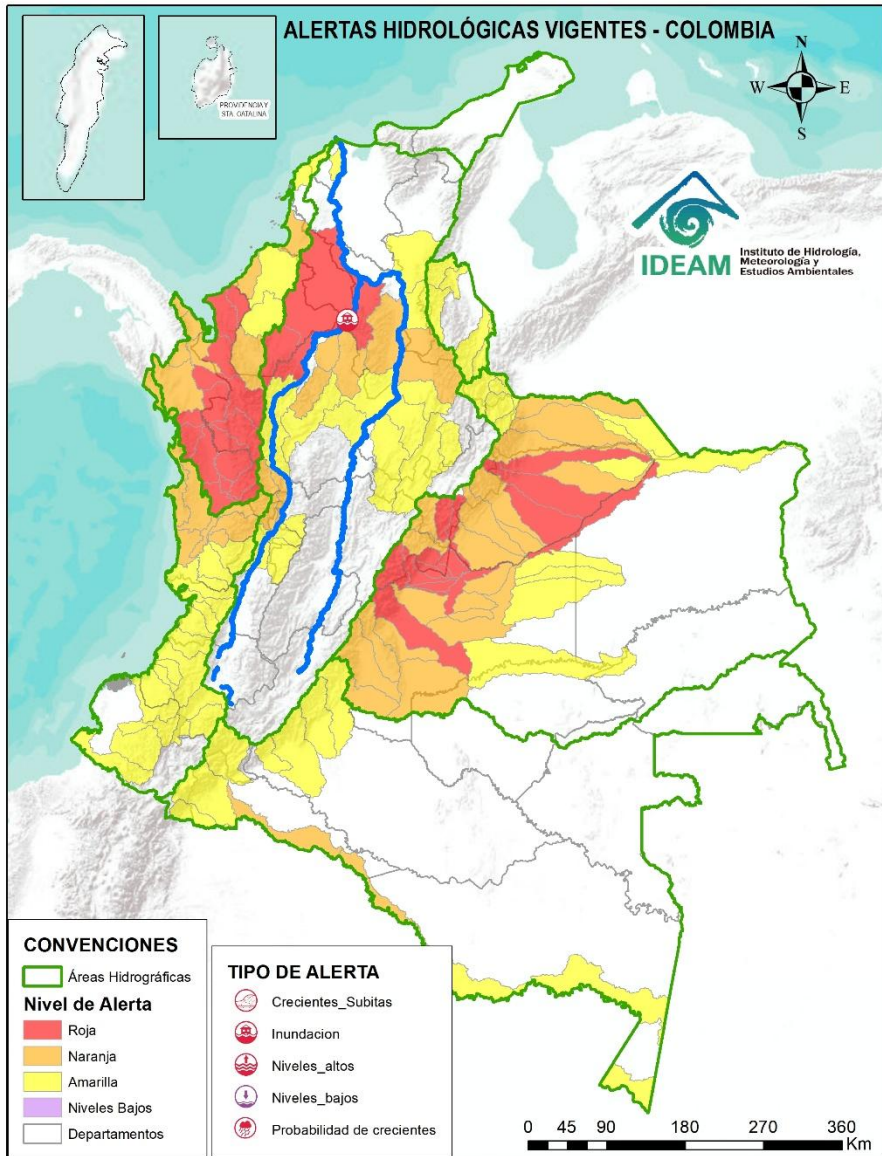 ALERTAS HIDROLÓGICAS VIGENTES - COLOMBIA
PROVIDENCIA Y
STA. CATALINA
N
W
E
S
IDEAM
Instituto de Hidrología,
Meteorología y
Estudios Ambientales
CONVENCIONES
Áreas Hidrográficas
Nivel de Alerta
Roja
Naranja
Amarilla
Niveles Bajos
Departamentos
TIPO DE ALERTA
Crecientes_Subitas
Inundacion
Niveles_altos
Niveles_bajos
Probabilidad de crecientes
0 45 90 180 270 360
Km